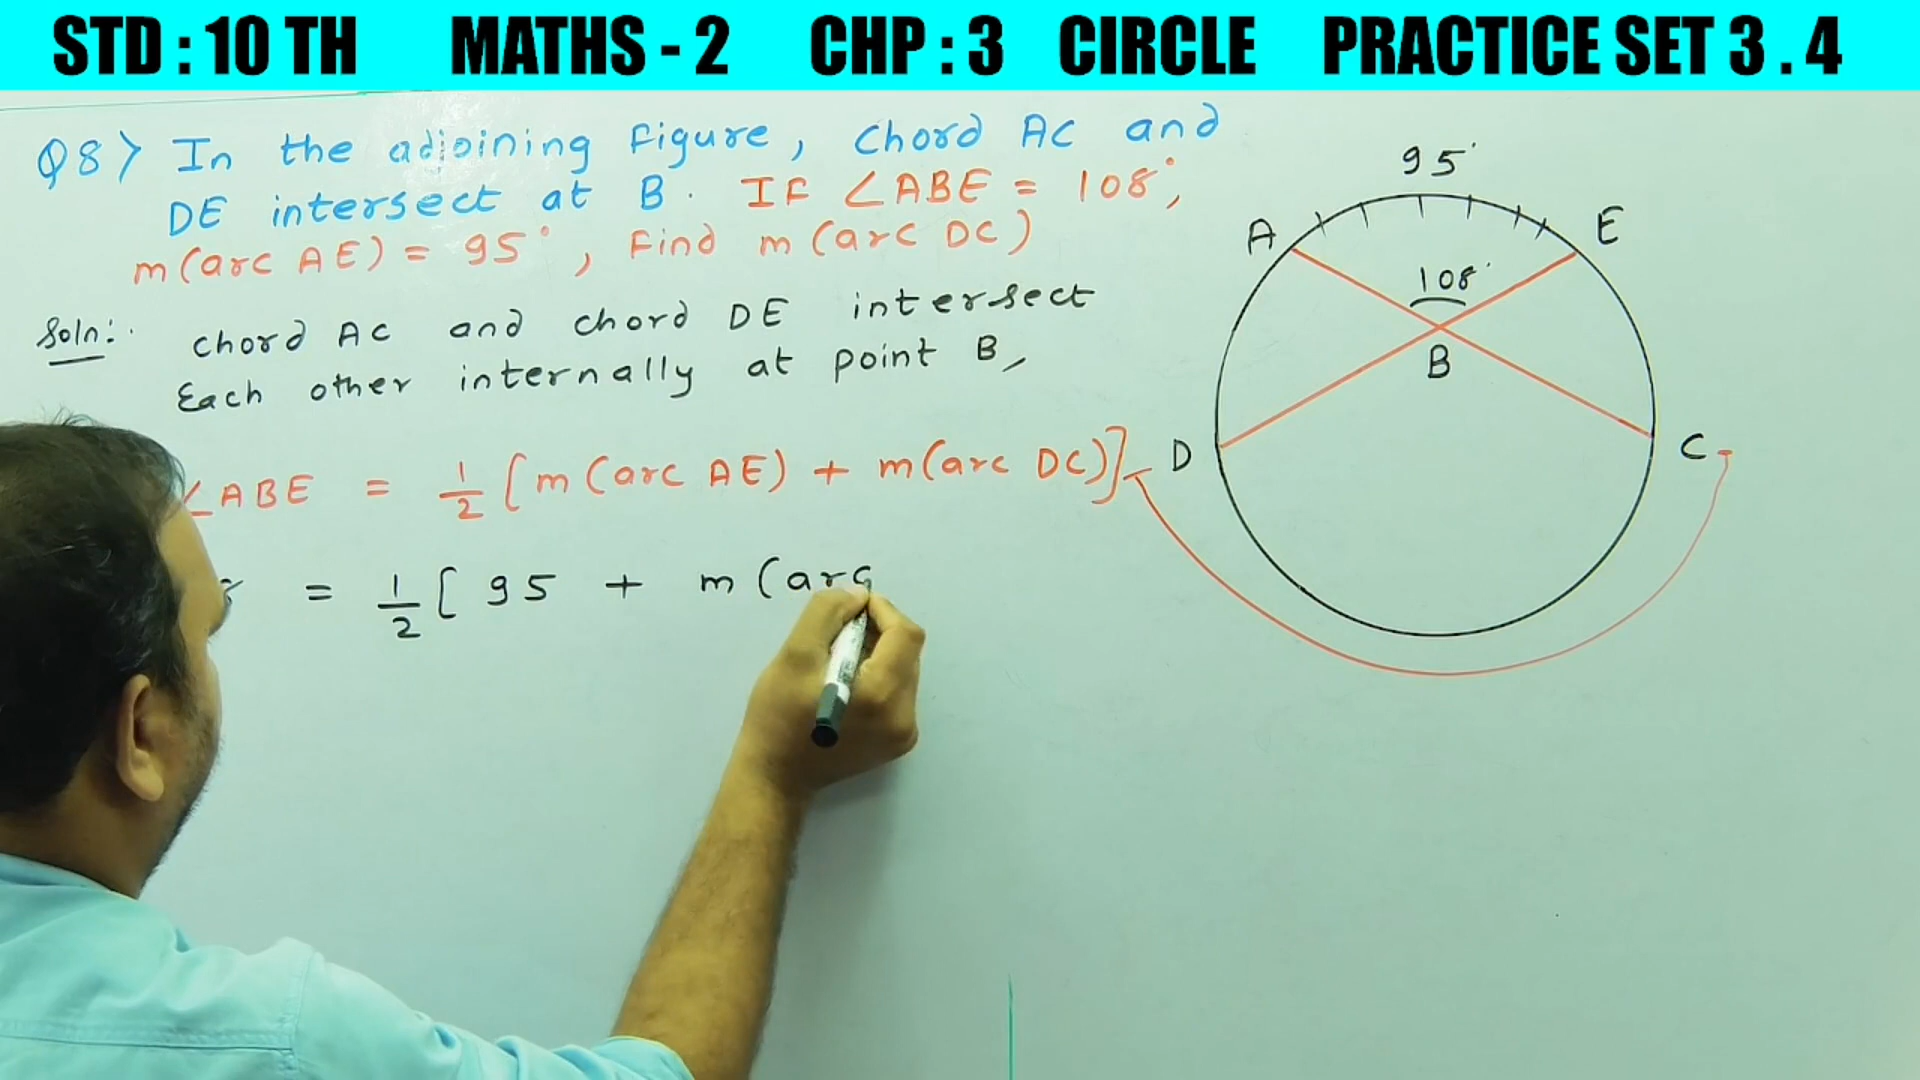 STD : 10 TH MATHS - 2 CHP : 3 CIRCLE PRACTICE SET 3 . 4
Q8> In the adjoining Figure, chord AC and
DE intersect at B. IF ∠ABE = 108°,
m(arc AE) = 95°, Find m(arc DC)
Soln:- chord AC and chord DE intersect
Each other internally at point B,
∠ABE = 1/2 [m(arc AE) + m(arc DC)]
8 = 1/2 [ 95 + m(arc
95°
A
E
108°
B
D
C